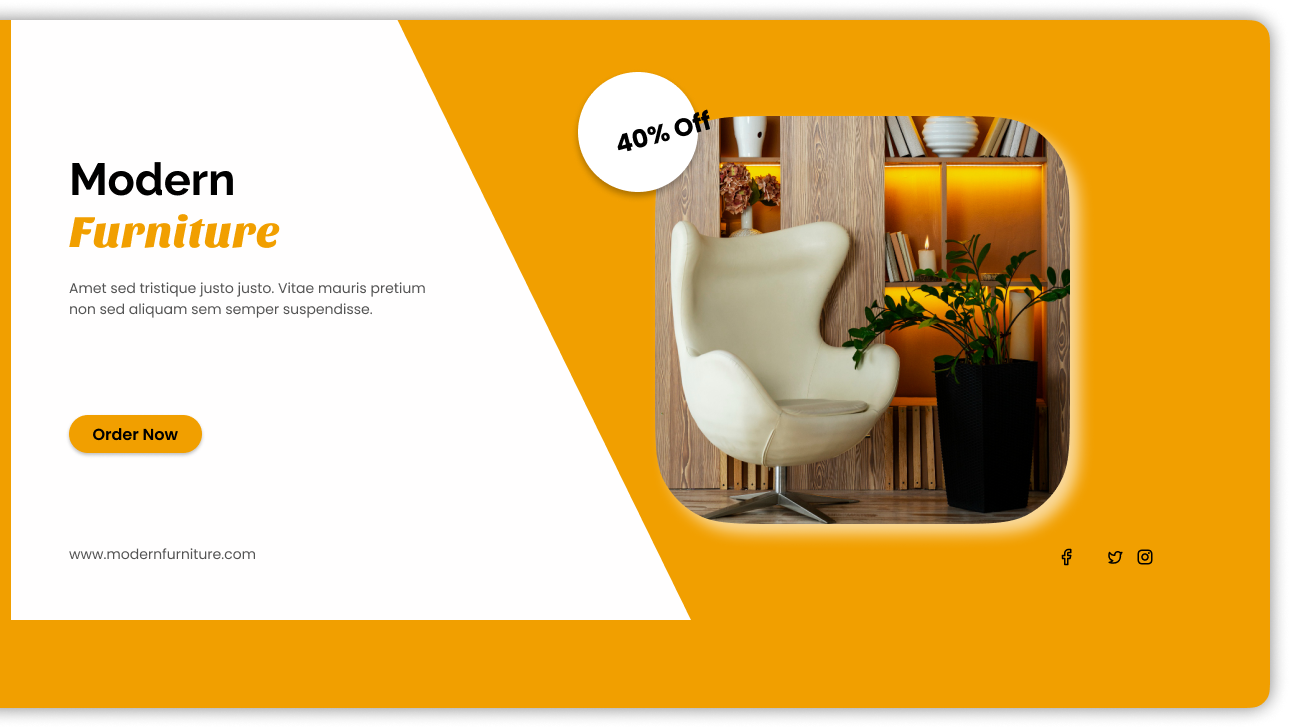 Modern
Furniture
Amet sed tristique justo justo. Vitae mauris pretium
non sed aliquam sem semper suspendisse.
Order Now
www.modernfurniture.com
40% Off